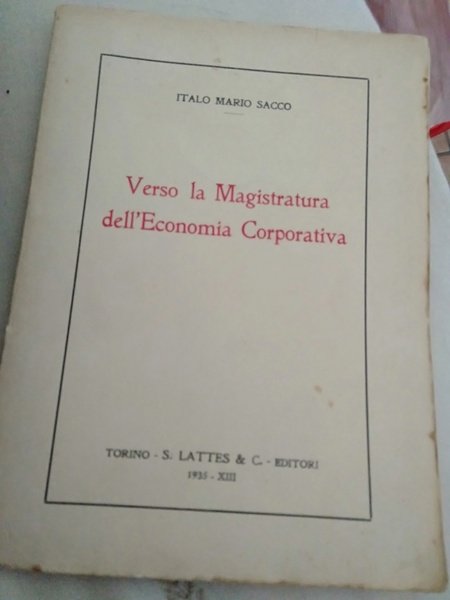 ITALO MARIO SACCO
Verso la Magistratura
dell'Economia Corporativa
TORINO - S. LATTES & C. - EDITORI
1935 - XIII